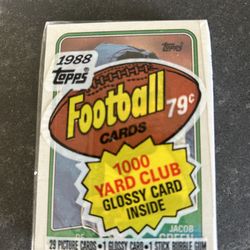 Topps
1988
Topps
Football
79¢
CARDS
1000
YARD CLUB
GLOSSY CARD
INSIDE
JACOB
GREEN
29 PICTURE CARDS • 1 GLOSSY CARD • 1 STICK BUBBLE GUM